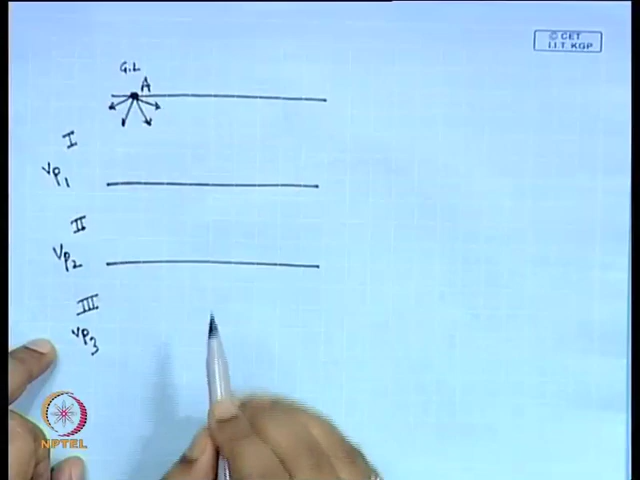 © CET
I.I.T. KGP
G.L
A
I
VP1
II
VP2
III
VP3
NPTEL